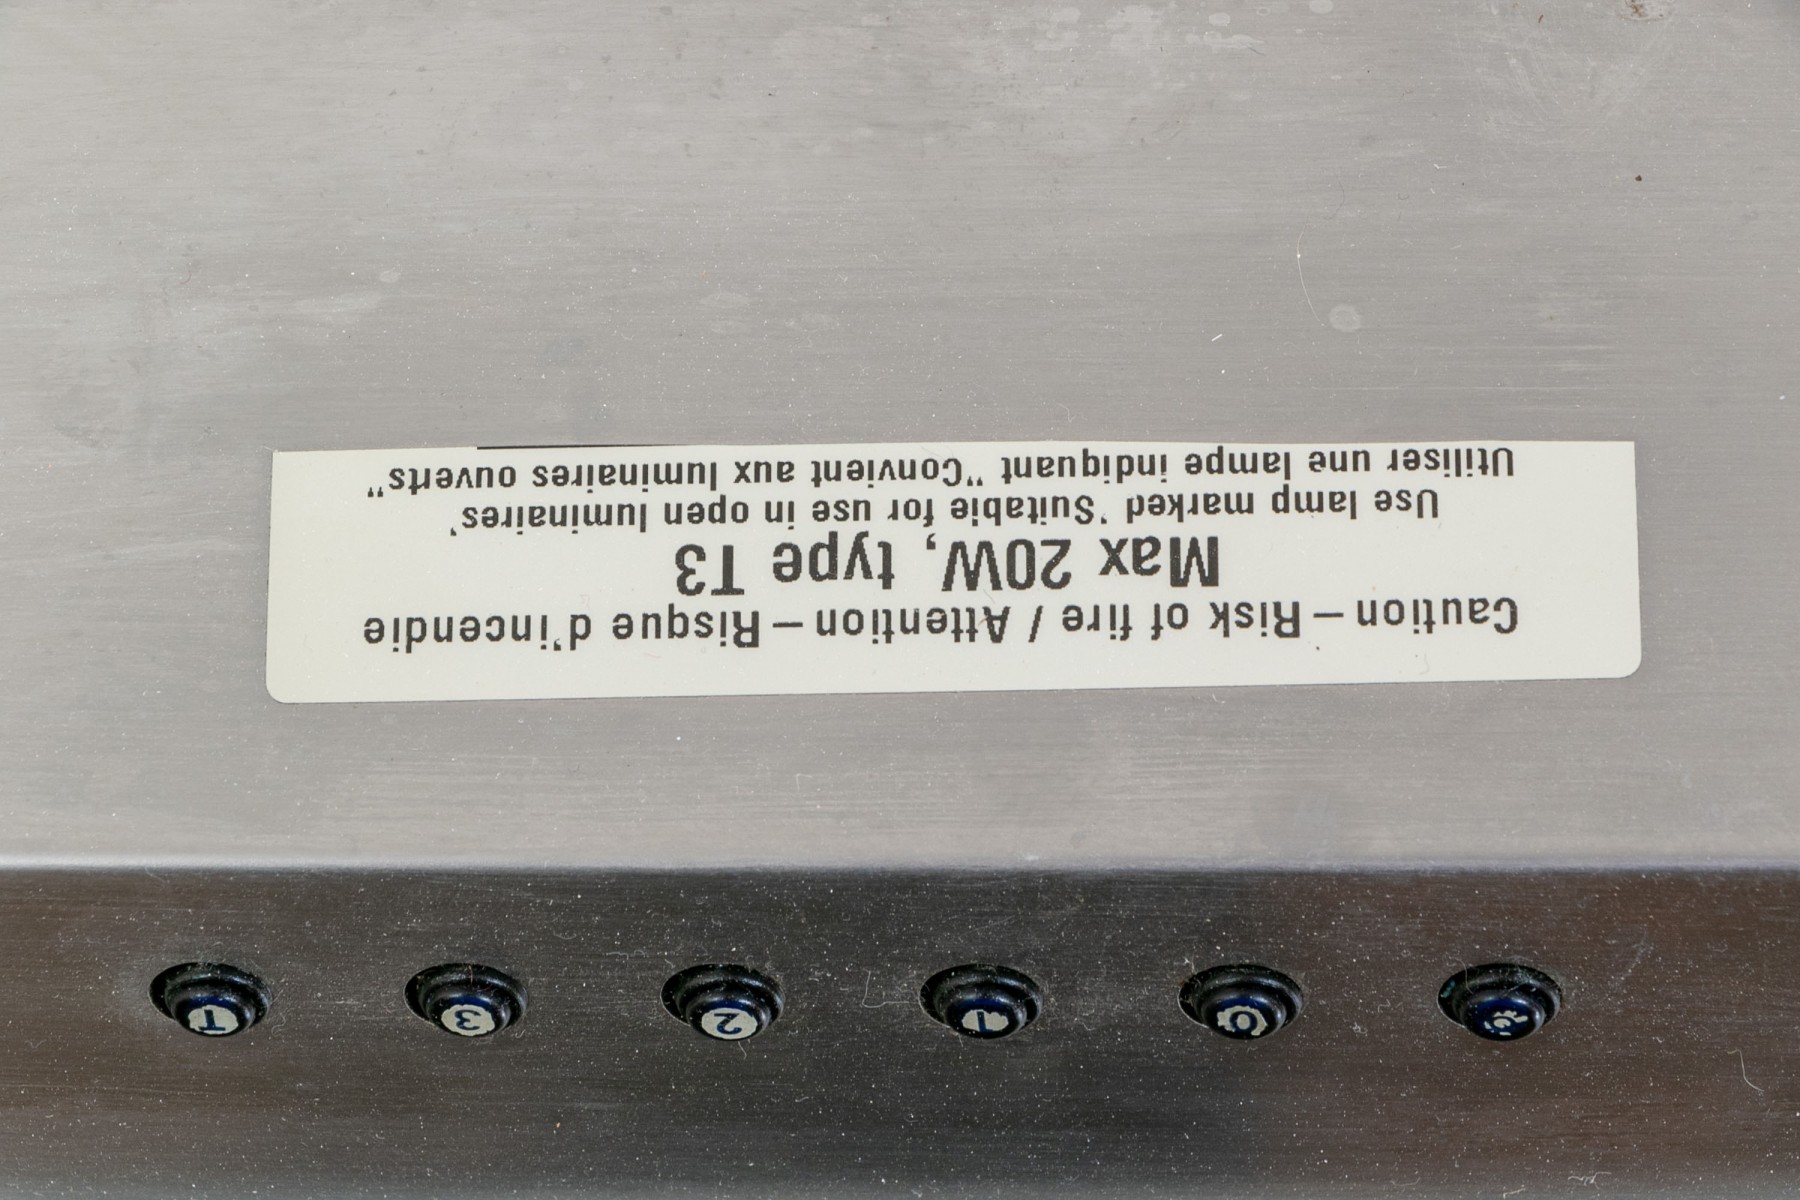 Caution – Risk of fire / Attention – Risque d'incendie
Max 20W, type T3
Use lamp marked 'Suitable for use in open luminaires'
Utiliser une lampe indiquant "Convient aux luminaires ouverts"
0 1 2 3 T